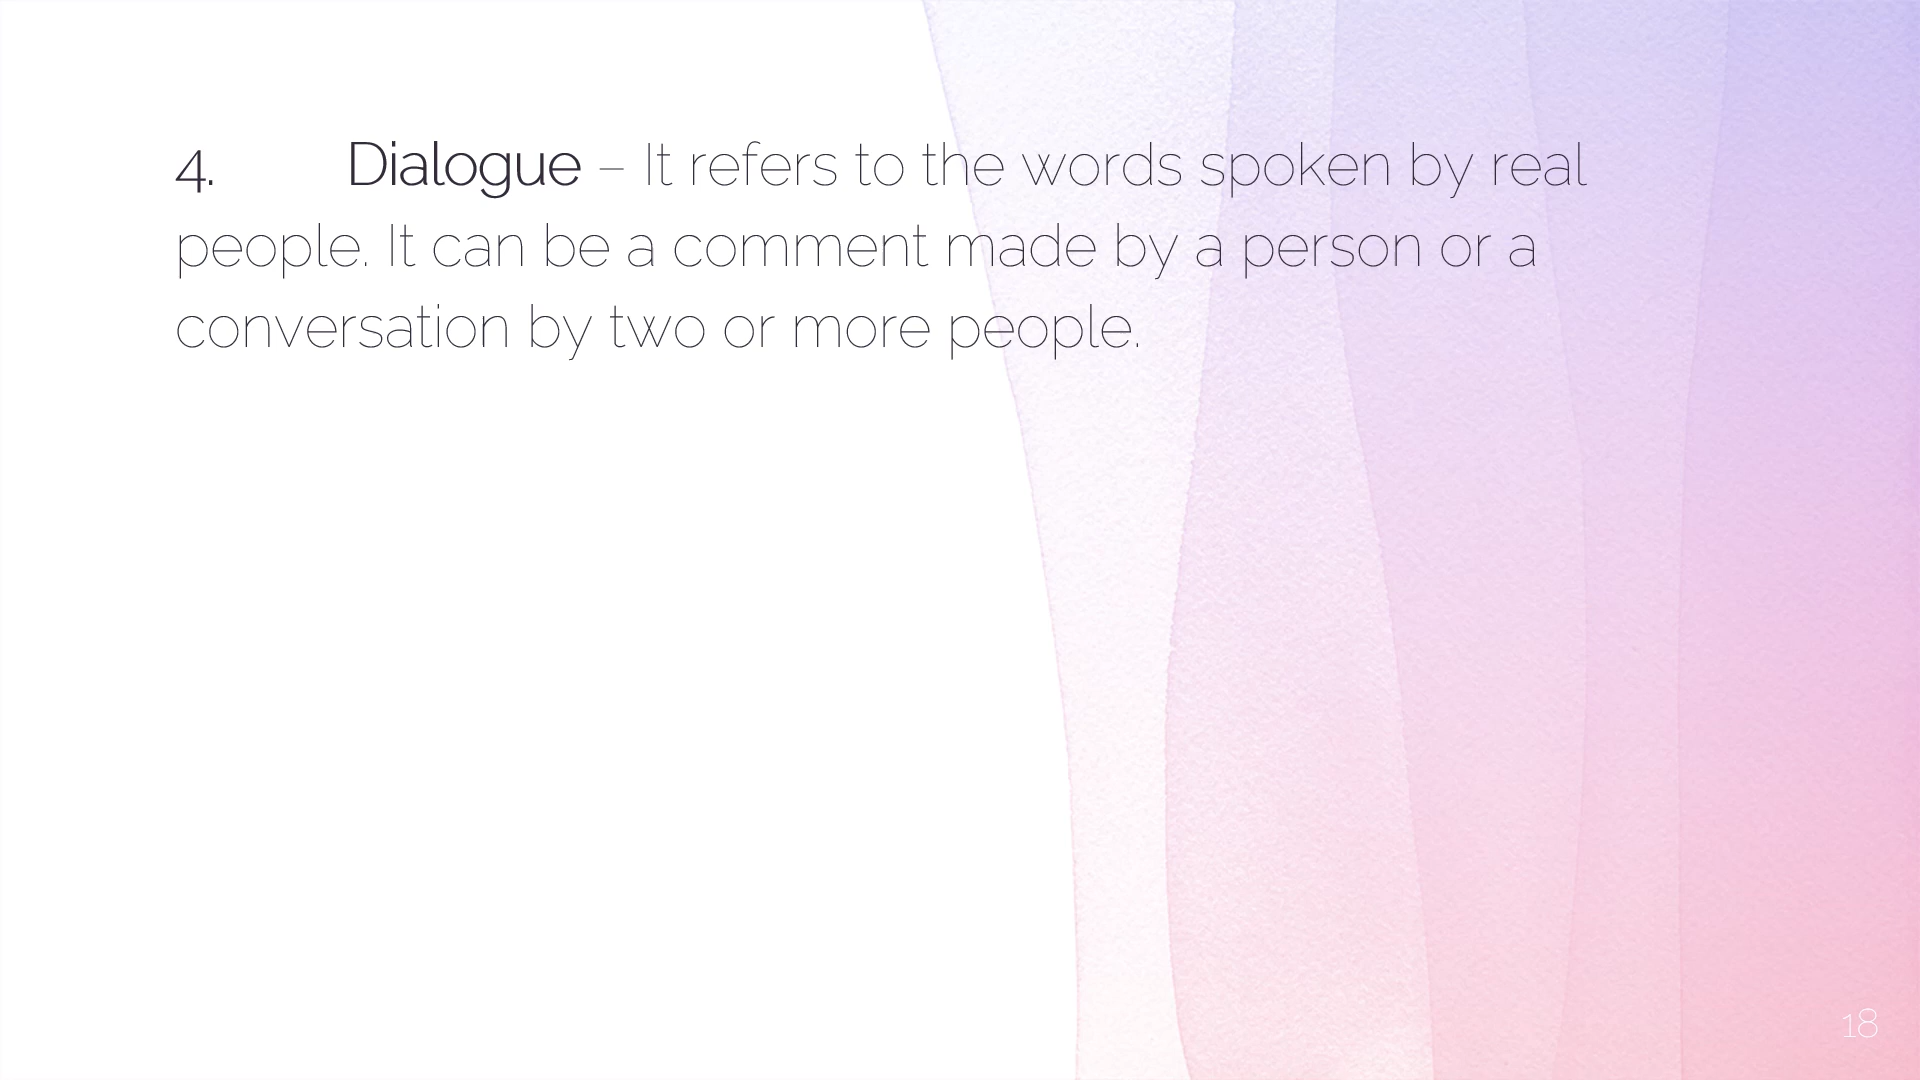 4. Dialogue – It refers to the words spoken by real
people. It can be a comment made by a person or a
conversation by two or more people.
18